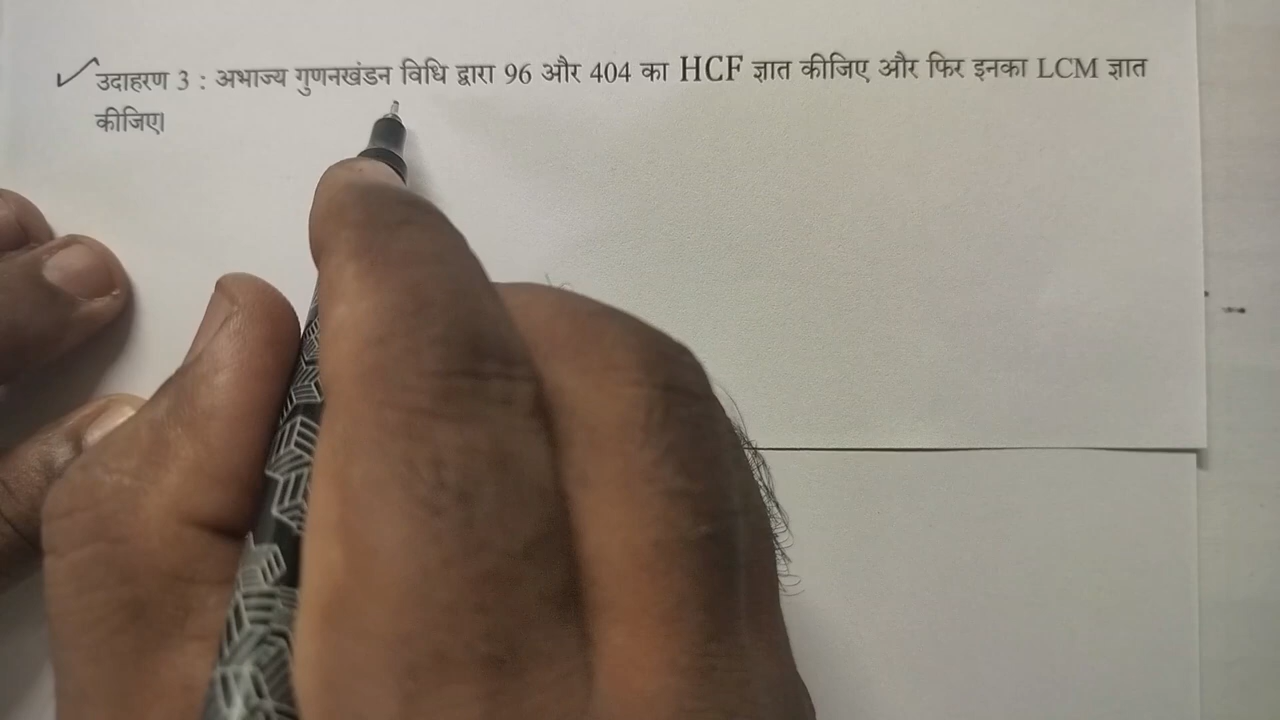 उदाहरण 3 : अभाज्य गुणनखंडन विधि द्वारा 96 और 404 का HCF ज्ञात कीजिए और फिर इनका LCM ज्ञात
कीजिए।